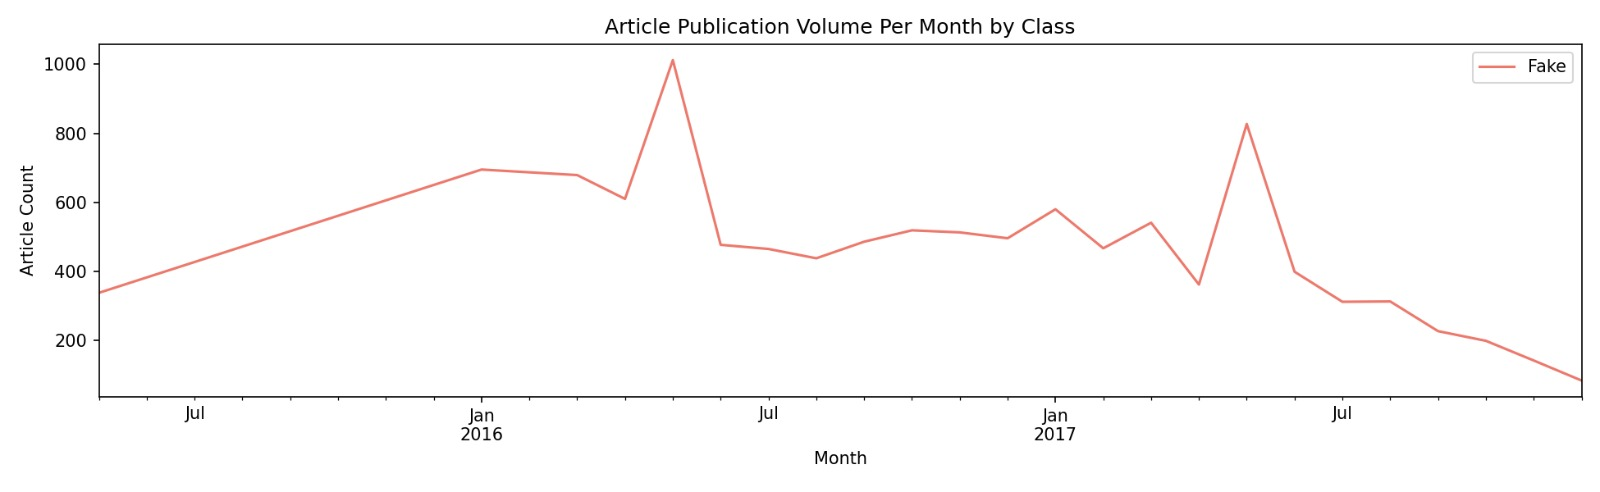 Article Publication Volume Per Month by Class
Fake
Article Count
1000
800
600
400
200
Jul
Jan
2016
Jul
Jan
2017
Jul
Month